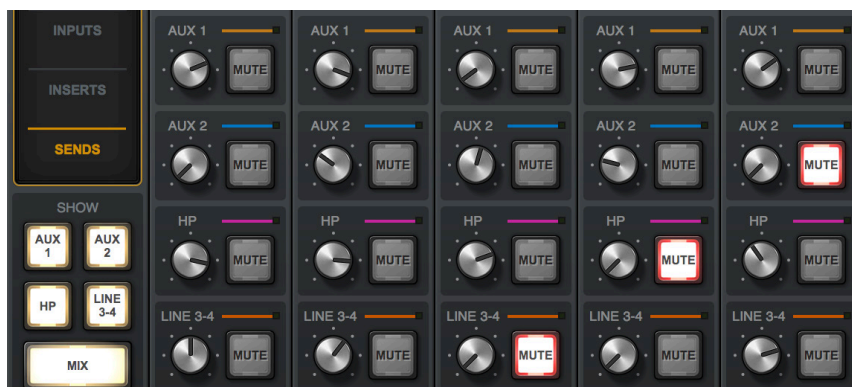 INPUTS
INSERTS
SENDS
SHOW
AUX 1
AUX 2
HP
LINE 3-4
MIX
AUX 1 AUX 1 AUX 1 AUX 1 AUX 1
MUTE MUTE MUTE MUTE MUTE
AUX 2 AUX 2 AUX 2 AUX 2 AUX 2
MUTE MUTE MUTE MUTE MUTE
HP HP HP HP HP
MUTE MUTE MUTE MUTE MUTE
LINE 3-4 LINE 3-4 LINE 3-4 LINE 3-4 LINE 3-4
MUTE MUTE MUTE MUTE MUTE